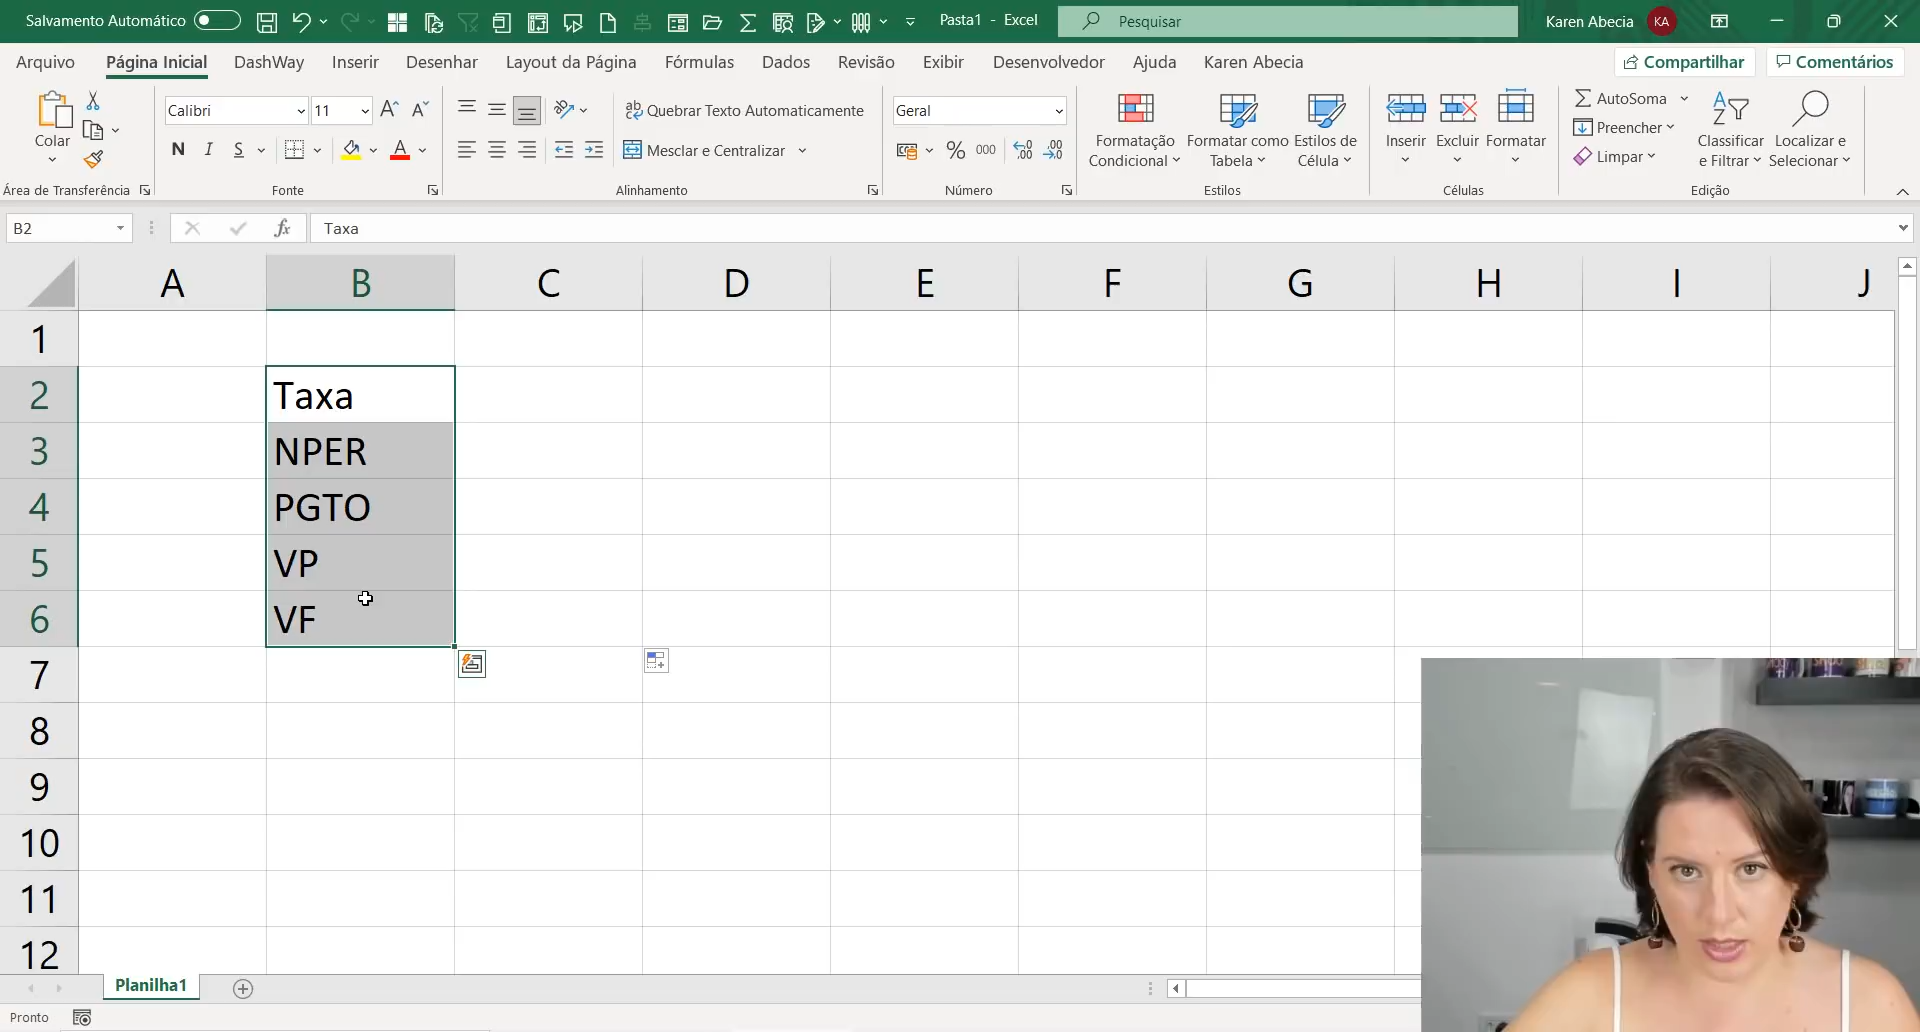 Salvamento Automático
Pasta1 - Excel
Pesquisar
Karen Abecia
KA
Arquivo
Página Inicial
DashWay
Inserir
Desenhar
Layout da Página
Fórmulas
Dados
Revisão
Exibir
Desenvolvedor
Ajuda
Karen Abecia
Compartilhar
Comentários
Colar
Área de Transferência
Calibri
11
N I S
Fonte
ab Quebrar Texto Automaticamente
Mesclar e Centralizar
Alinhamento
Geral
% 000
Número
Formatação Condicional
Formatar como Tabela
Estilos de Célula
Estilos
Inserir
Excluir
Formatar
Células
AutoSoma
Preencher
Limpar
Classificar e Filtrar
Localizar e Selecionar
Edição
B2
fx
Taxa
A B C D E F G H I J
1
2 Taxa
3 NPER
4 PGTO
5 VP
6 VF
7
8
9
10
11
12
Planilha1
Pronto